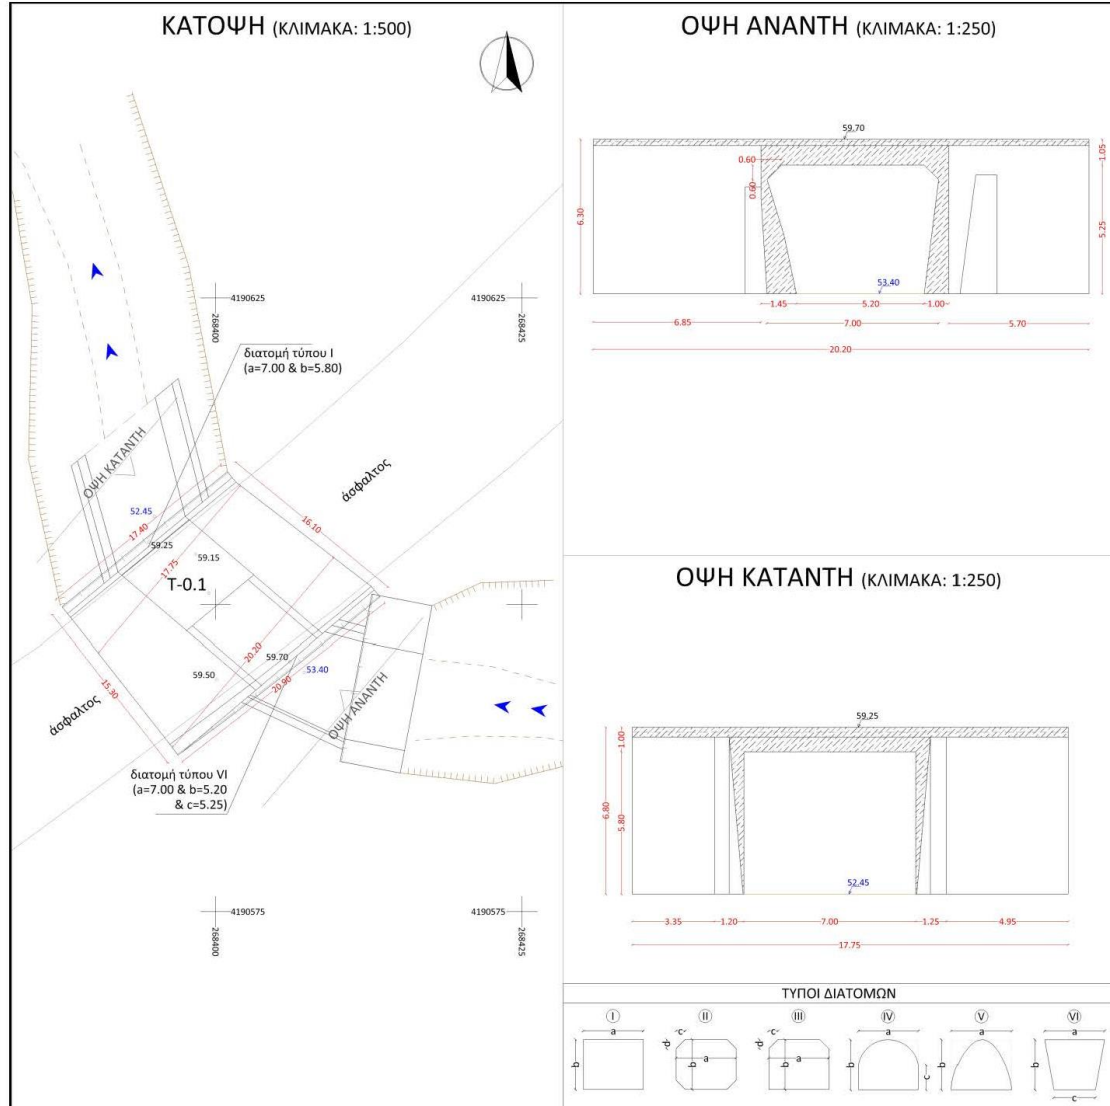 ΚΑΤΟΨΗ (ΚΛΙΜΑΚΑ: 1:500)
4190625
4190625
268400
268425
διατομή τύπου I
(a=7.00 & b=5.80)
ΟΨΗ ΚΑΤΑΝΤΗ
άσφαλτος
52.45
17.40
16.10
59.25
59.15
17.75
T-0.1
20.20
59.70
53.40
59.50
20.90
15.30
ΟΨΗ ΑΝΑΝΤΗ
άσφαλτος
διατομή τύπου VI
(a=7.00 & b=5.20
& c=5.25)
4190575
4190575
268400
268425
ΟΨΗ ΑΝΑΝΤΗ (ΚΛΙΜΑΚΑ: 1:250)
59.70
0.60
0.60
1.05
6.30
5.25
53.40
1.45
5.20
1.00
6.85
7.00
5.70
20.20
ΟΨΗ ΚΑΤΑΝΤΗ (ΚΛΙΜΑΚΑ: 1:250)
59.25
1.00
6.80
5.80
52.45
3.35
1.20
7.00
1.25
4.95
17.75
ΤΥΠΟΙ ΔΙΑΤΟΜΩΝ
I II III IV V VI
a c c a a a
b d a b d a b b c b b
c